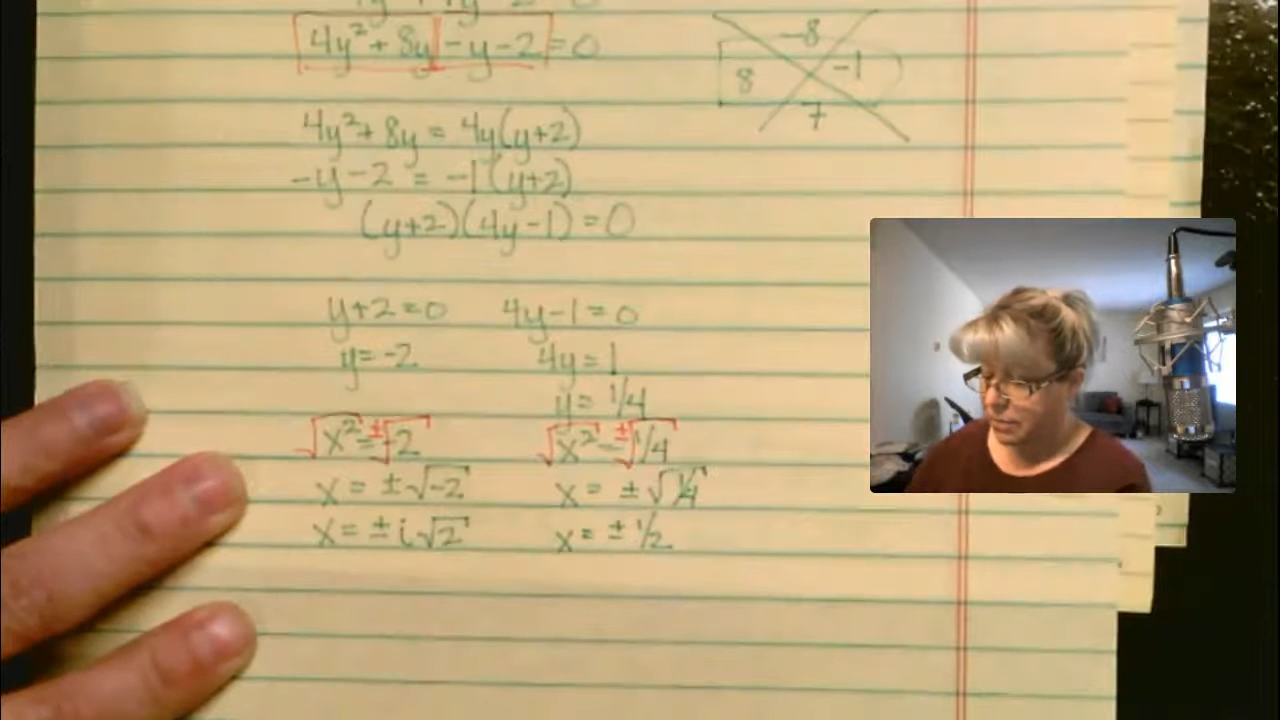 4y²+8y-y-2=0
-8
8 -1
7
4y²+8y = 4y(y+2)
-y-2 = -1(y+2)
(y+2)(4y-1)=0
y+2=0 4y-1=0
y=-2 4y=1
y=1/4
√x²=±√-2 √x²=±√1/4
x=±√-2 x=±√1/4
x=±i√2 x=±1/2